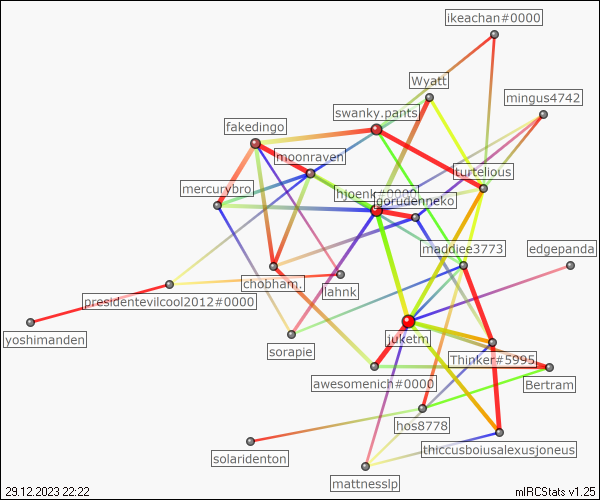 ikeachan#0000
Wyatt
mingus4742
swanky.pants
fakedingo
moonraven
turtelious
mercurybro
hjoenk#0000
gorudenneko
maddiee3773
edgepanda
chobham.
lahnk
presidentevilcool2012#0000
yoshimanden
sorapie
juketm
Thinker#5995
awesomenich#0000
Bertram
hos8778
thiccusboiusalexusjoneus
solaridenton
mattnesslp
29.12.2023 22:22
mIRCStats v1.25